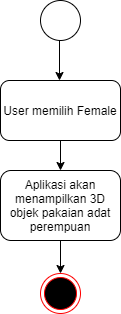 User memilih Female
Aplikasi akan
menampilkan 3D
objek pakaian adat
perempuan